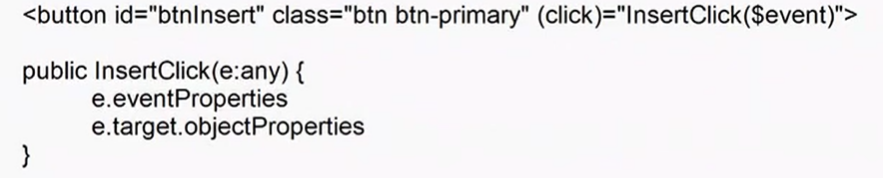 <button id="btnInsert" class="btn btn-primary" (click)="InsertClick($event)">
public InsertClick(e:any) {
e.eventProperties
e.target.objectProperties
}